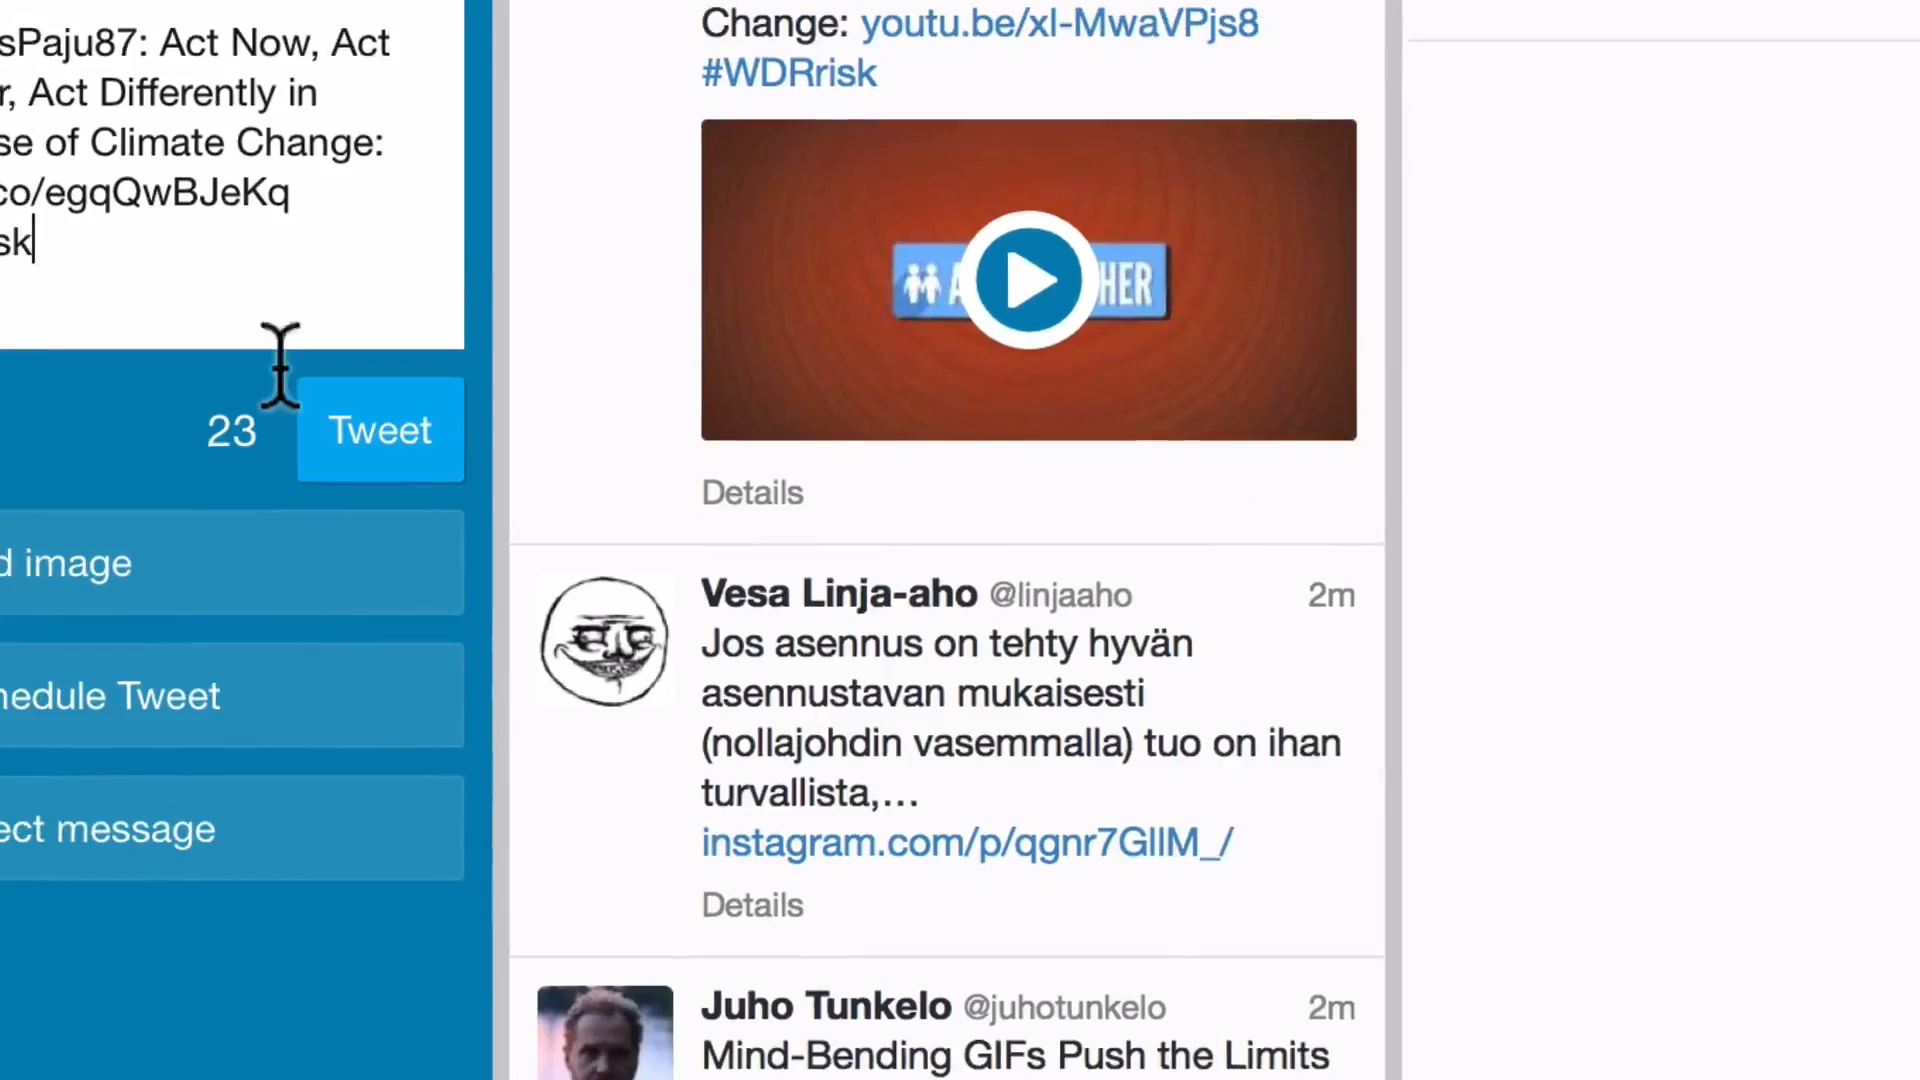 sPaju87: Act Now, Act
r, Act Differently in
se of Climate Change:
co/egqQwBJeKq
sk
23
Tweet
d image
hedule Tweet
ect message
Change: youtu.be/xl-MwaVPjs8
#WDRrisk
A HER
Details
Vesa Linja-aho @linjaaho 2m
Jos asennus on tehty hyvän
asennustavan mukaisesti
(nollajohdin vasemmalla) tuo on ihan
turvallista,...
instagram.com/p/qgnr7GllM_/
Details
Juho Tunkelo @juhotunkelo 2m
Mind-Bending GIFs Push the Limits